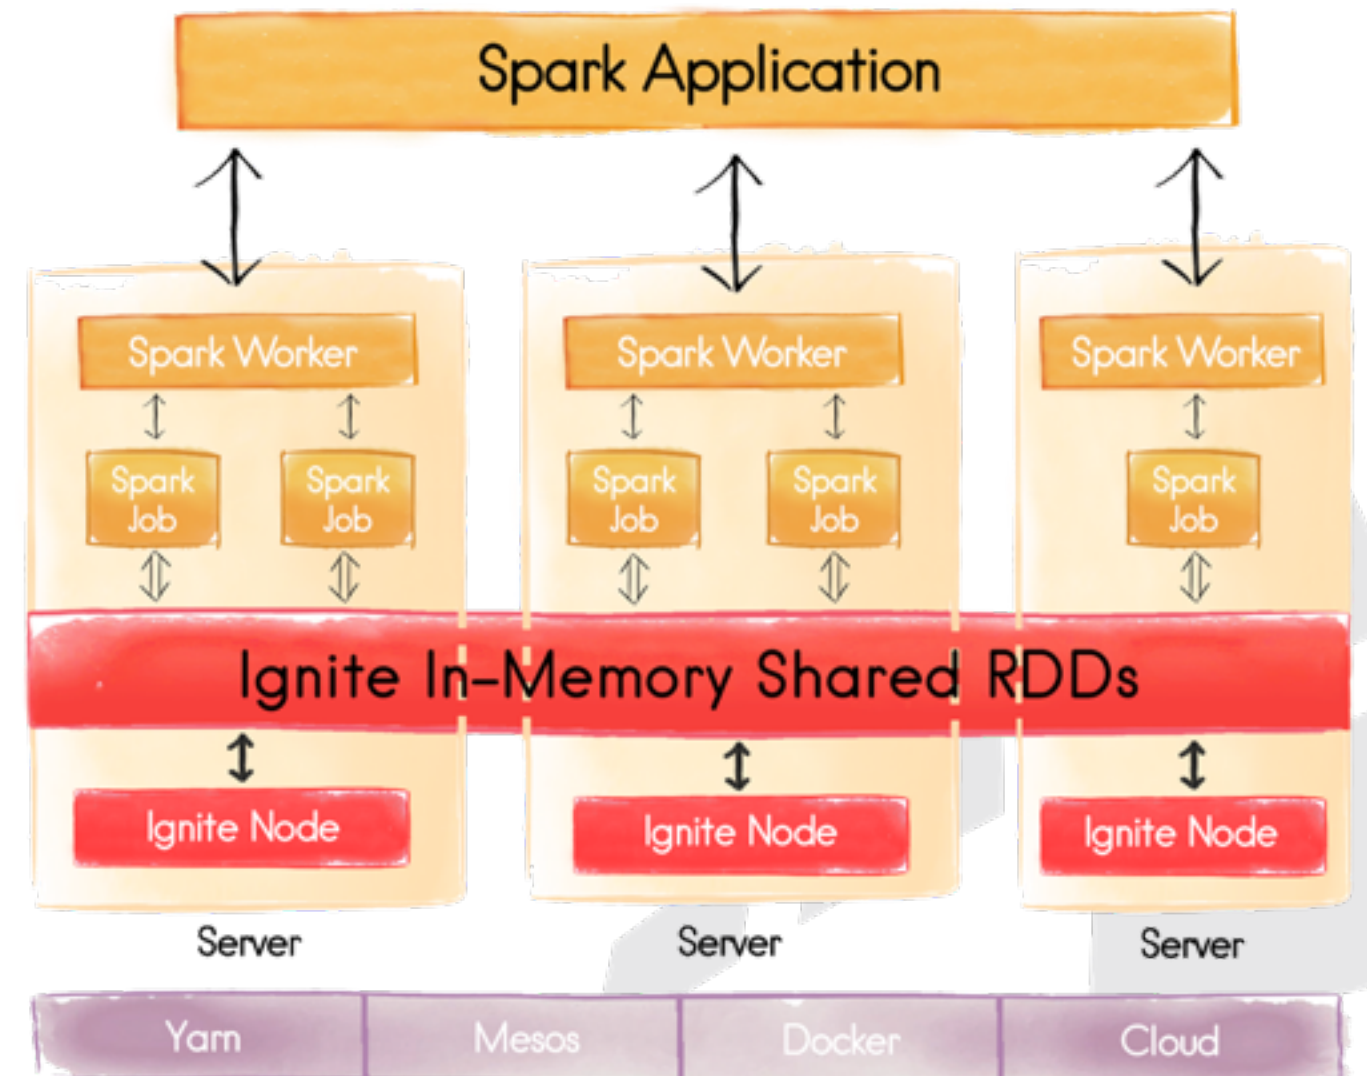 Spark Application
Spark Worker
Spark Worker
Spark Worker
Spark
Job
Spark
Job
Spark
Job
Spark
Job
Spark
Job
Ignite In-Memory Shared RDDs
Ignite Node
Ignite Node
Ignite Node
Server
Server
Server
Yarn
Mesos
Docker
Cloud